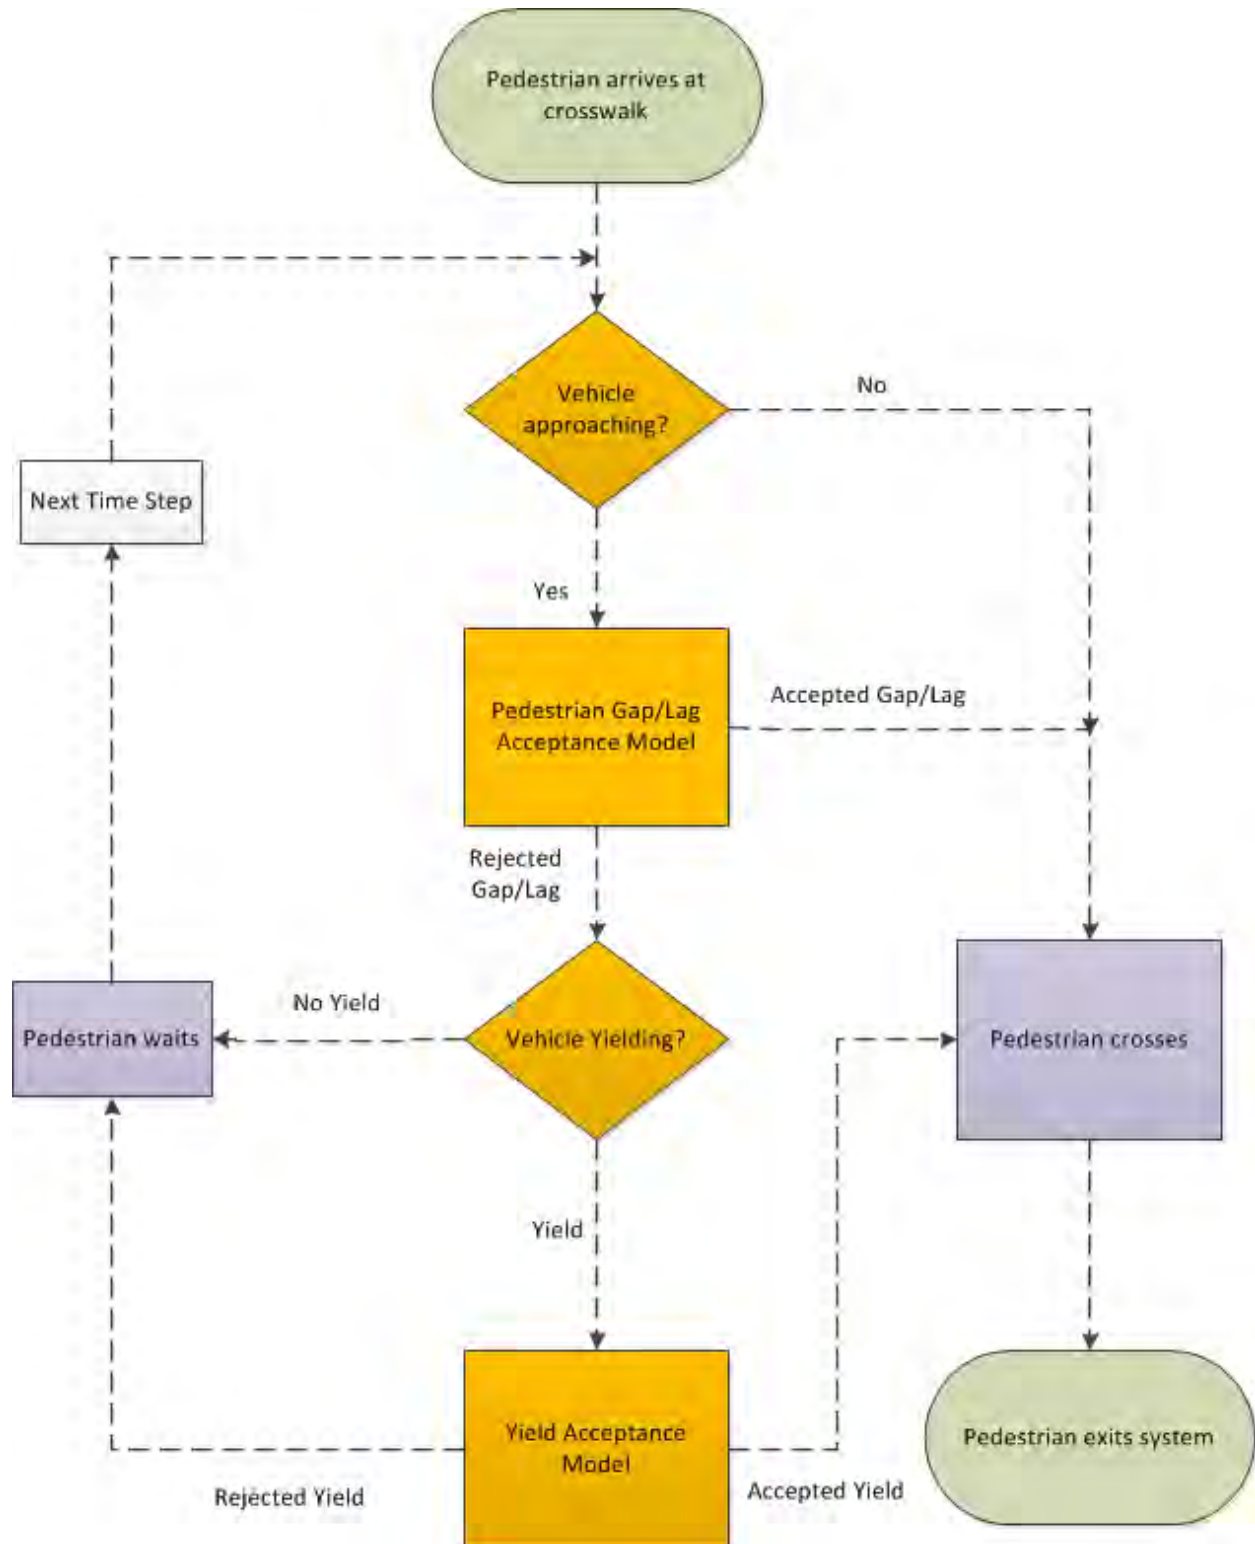 Pedestrian arrives at
crosswalk
Vehicle
approaching?
No
Next Time Step
Yes
Pedestrian Gap/Lag
Acceptance Model
Accepted Gap/Lag
Rejected
Gap/Lag
No Yield
Pedestrian waits
Vehicle Yielding?
Pedestrian crosses
Yield
Yield Acceptance
Model
Pedestrian exits system
Rejected Yield
Accepted Yield